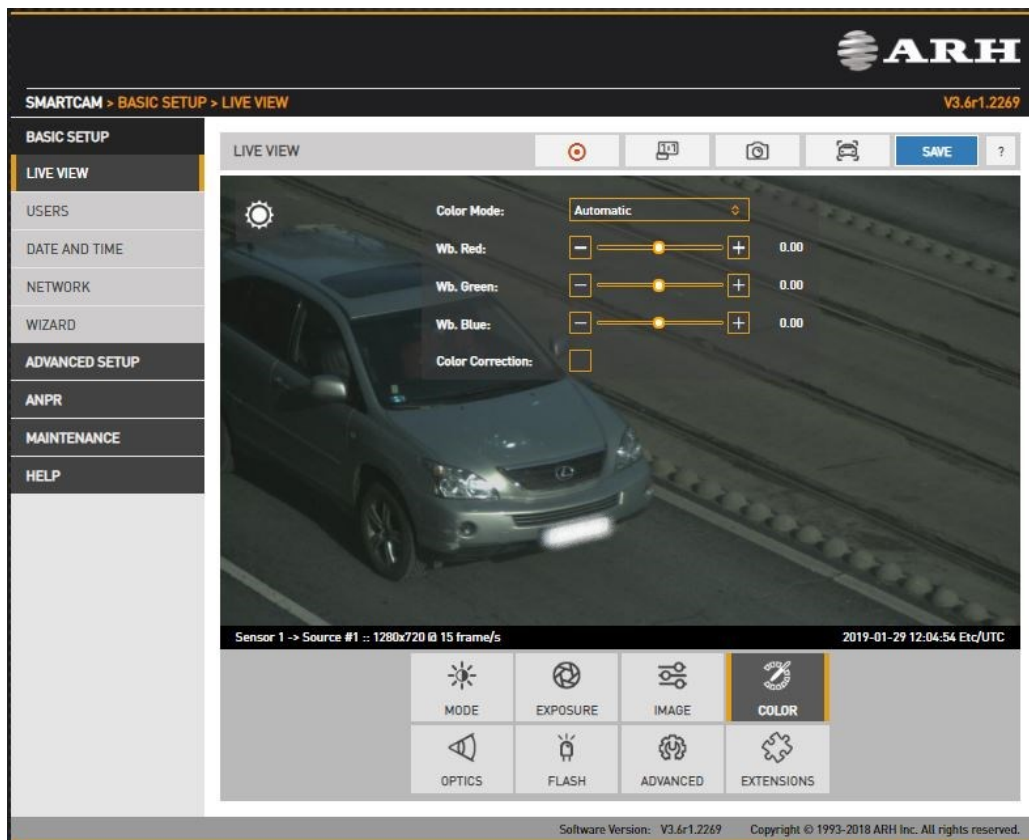 ARH
SMARTCAM > BASIC SETUP > LIVE VIEW V3.6r1.2269
BASIC SETUP
LIVE VIEW
USERS
DATE AND TIME
NETWORK
WIZARD
ADVANCED SETUP
ANPR
MAINTENANCE
HELP
LIVE VIEW 1:1 SAVE ?
Color Mode: Automatic
Wb. Red: 0.00
Wb. Green: 0.00
Wb. Blue: 0.00
Color Correction:
Sensor 1 -> Source #1 :: 1280x720 @ 15 frame/s 2019-01-29 12:04:54 Etc/UTC
MODE EXPOSURE IMAGE COLOR
OPTICS FLASH ADVANCED EXTENSIONS
Software Version: V3.6r1.2269 Copyright © 1993-2018 ARH Inc. All rights reserved.